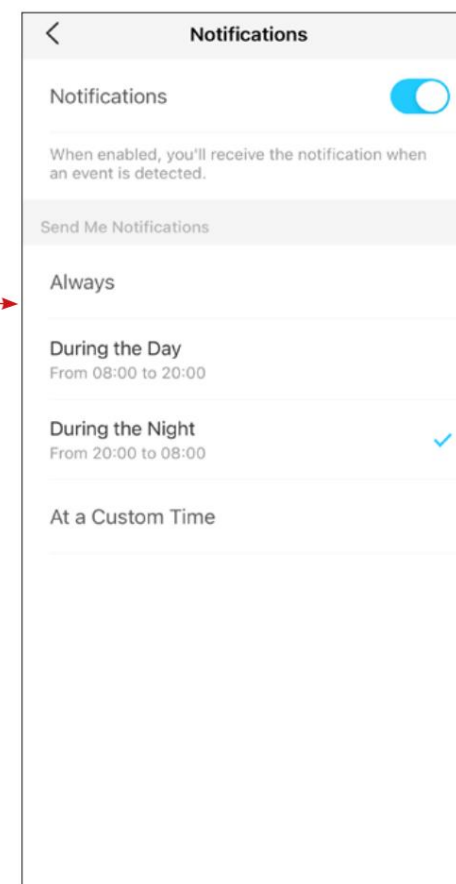 Notifications
Notifications
When enabled, you'll receive the notification when
an event is detected.
Send Me Notifications
Always
During the Day
From 08:00 to 20:00
During the Night
From 20:00 to 08:00
At a Custom Time